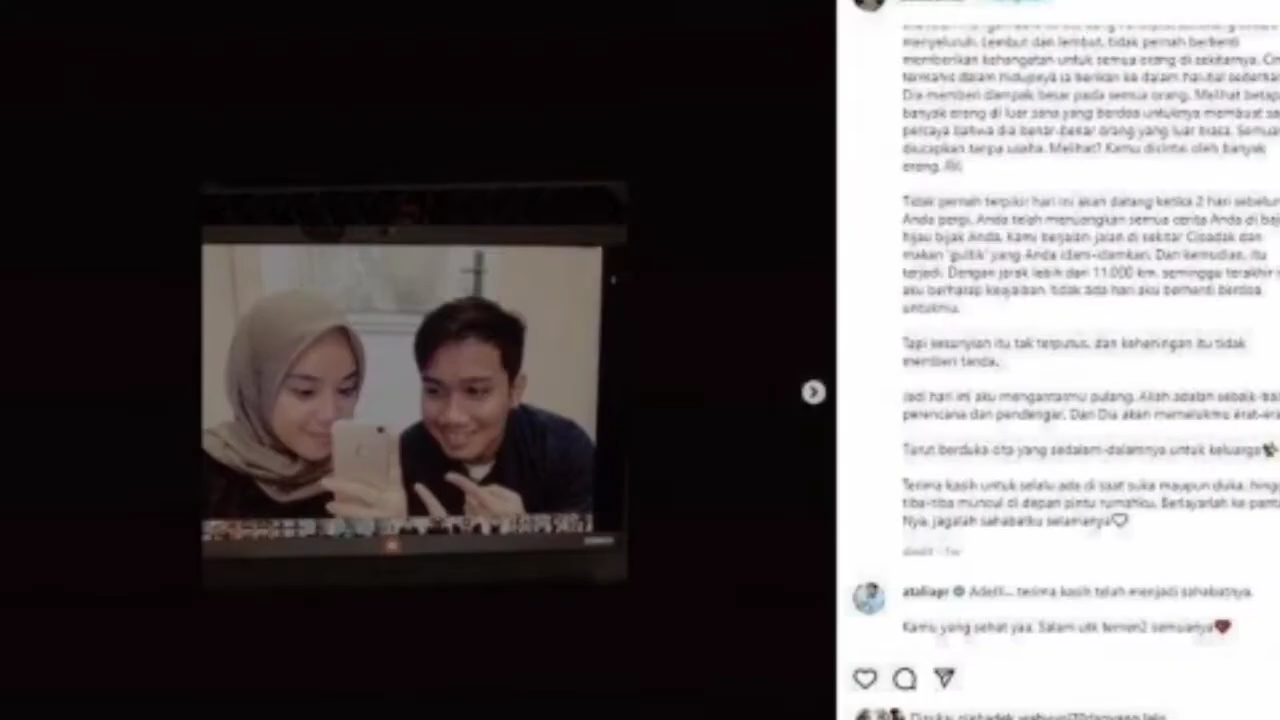 menyeluruh. Lembut dan lembut, tidak pernah berhenti
memberikan kehangatan untuk semua orang di sekitarnya.
dalam hidupnya ia berikan ke dalam hal-hal
Dia memberi dampak besar pada semua orang. Melihat
banyak orang di luar sana yang berdoa untuknya membuat
percaya bahwa dia benar-benar orang yang luar biasa.
diucapkan tanpa usaha. Melihat? Kamu dicintai oleh banyak
orang,
Tidak pernah terpikir hari ini akan datang ketika 2 hari
Anda pergi, Anda telah menuangkan semua cerita Anda di
hijau bijak Anda. Kami berjalan-jalan di sekitar Cisadak dan
makan 'gultik' yang Anda idam-idamkan. Dan kemudian, itu
terjadi. Dengan jarak lebih dari 11.000 km, seminggu terakhir
aku berharap keajaiban, tidak ada hari aku berhenti berdoa
untukmu.
Tapi kesunyian itu tak terputus, dan keheningan itu tidak
memberi tanda.
Jadi hari ini aku mengantarmu pulang. Allah adalah
perencana dan pendengar. Dan Dia akan memelukmu
Turut berduka cita yang sedalam-dalamnya untuk keluarga
Terima kasih untuk selalu ada di saat suka maupun duka,
tiba-tiba muncul di depan pintu rumahku. Berlayarlah ke
Nya, jagalah sahabatku selamanya♡
ataliapr terima kasih telah menjadi sahabatnya.
Kamu yang sehat yaa. Salam utk temen2 semuanya